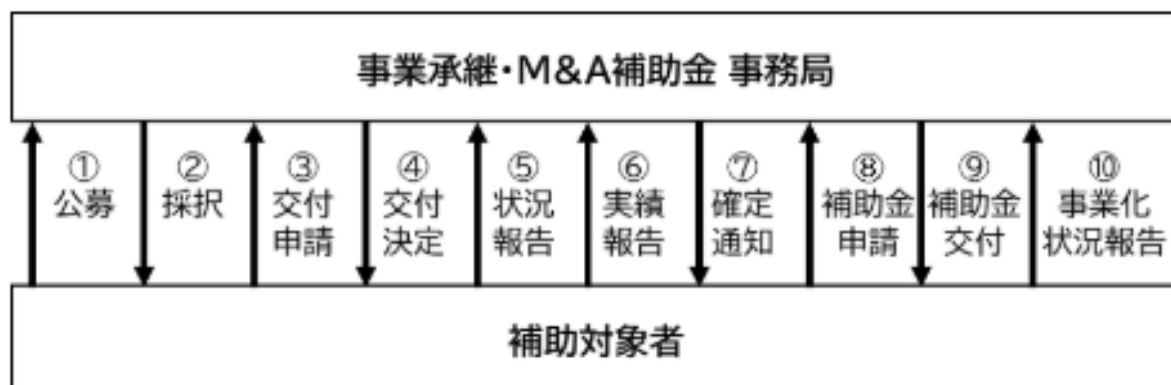 事業承継・M&A補助金 事務局
①
公募
②
採択
③
交付
申請
④
交付
決定
⑤
状況
報告
⑥
実績
報告
⑦
確定
通知
⑧
補助金
申請
⑨
補助金
交付
⑩
事業化
状況報告
補助対象者